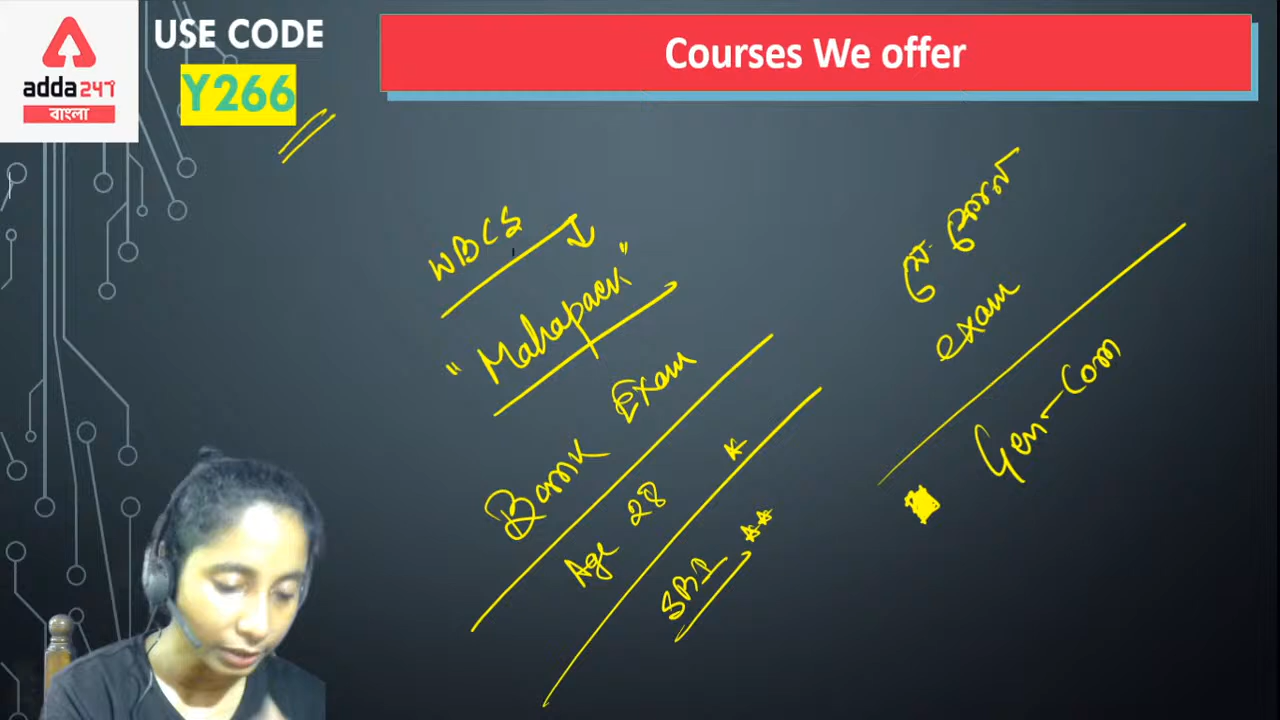 adda247
বাংলা
USE CODE
Y266
Courses We offer
WBCS
"Mahapack"
Bank Exam
Age 28
SBI
exam
Gen-Com